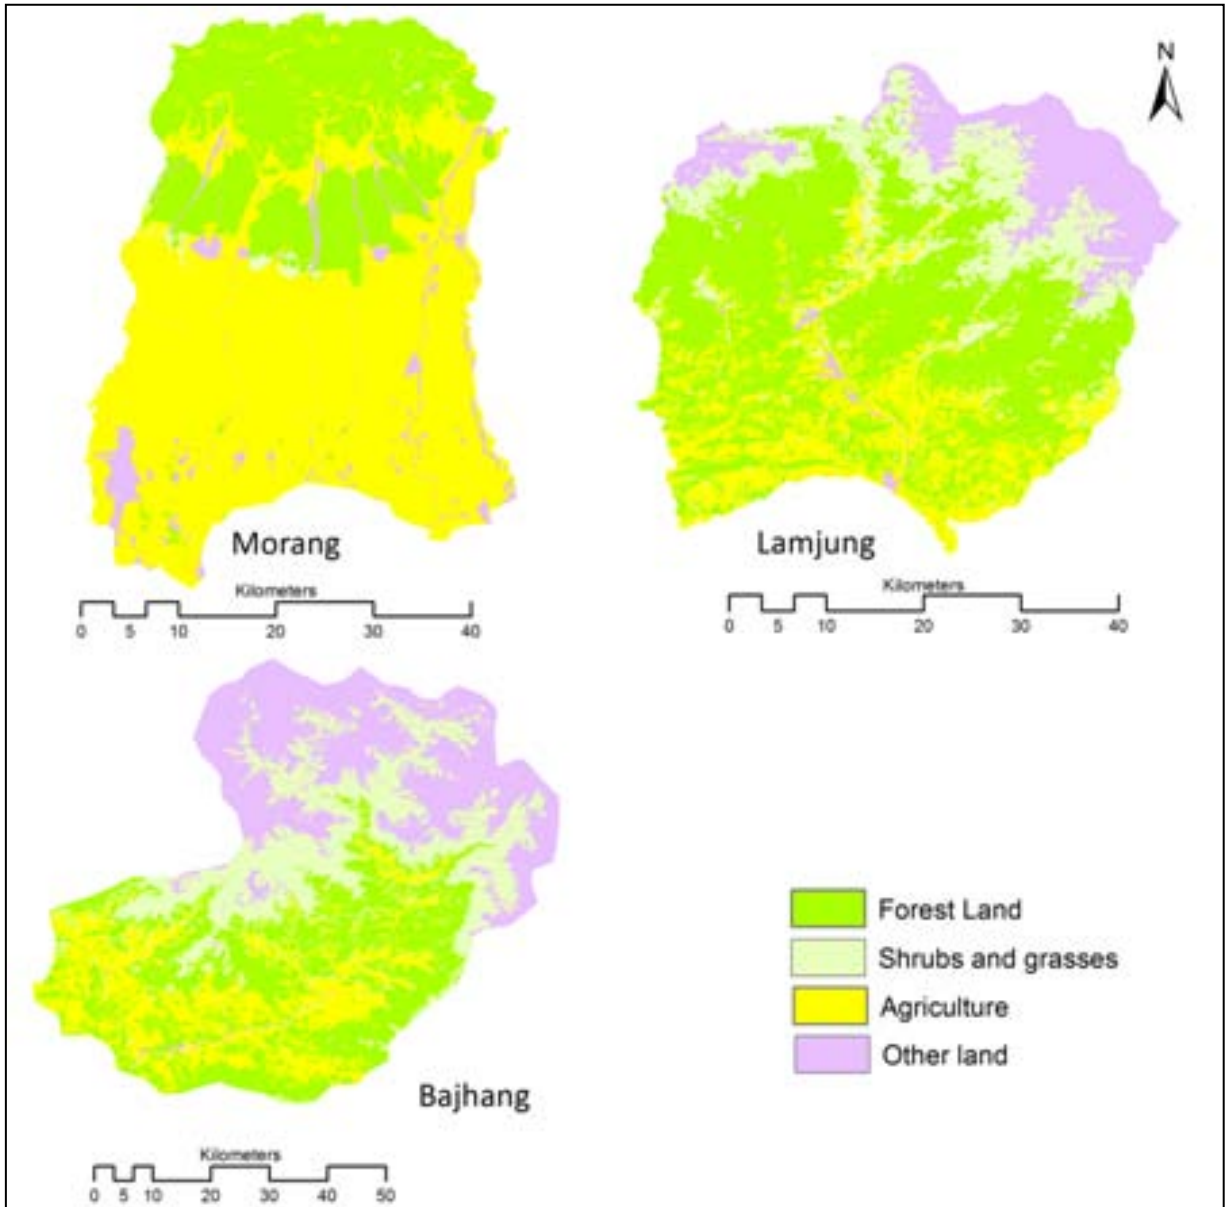 N
Morang
Kilometers
0 5 10 20 30 40
Lamjung
Kilometers
0 5 10 20 30 40
Forest Land
Shrubs and grasses
Agriculture
Other land
Bajhang
Kilometers
0 5 10 20 30 40 50